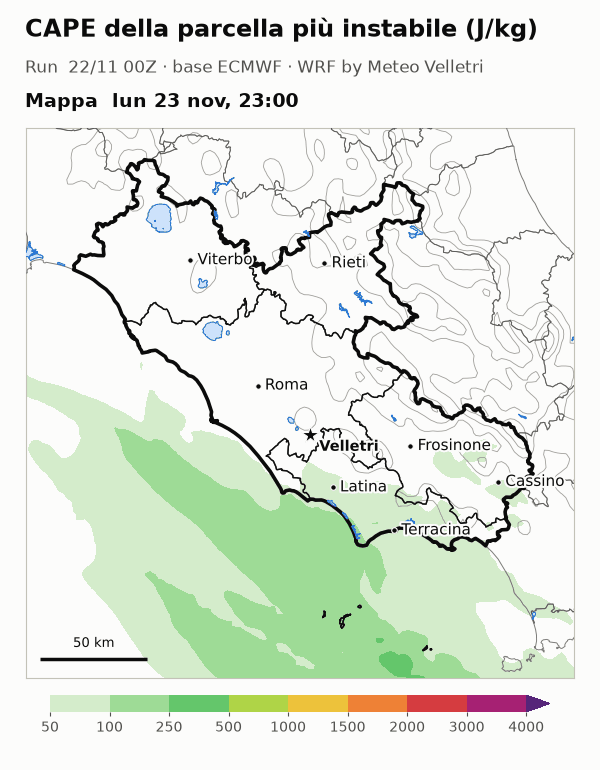 CAPE della parcella più instabile (J/kg)
Run  22/11 00Z · base ECMWF · WRF by Meteo Velletri
Mappa  lun 23 nov, 23:00
Viterbo
Rieti
Roma
Velletri
Frosinone
Latina
Cassino
Terracina
50 km
50 100 250 500 1000 1500 2000 3000 4000